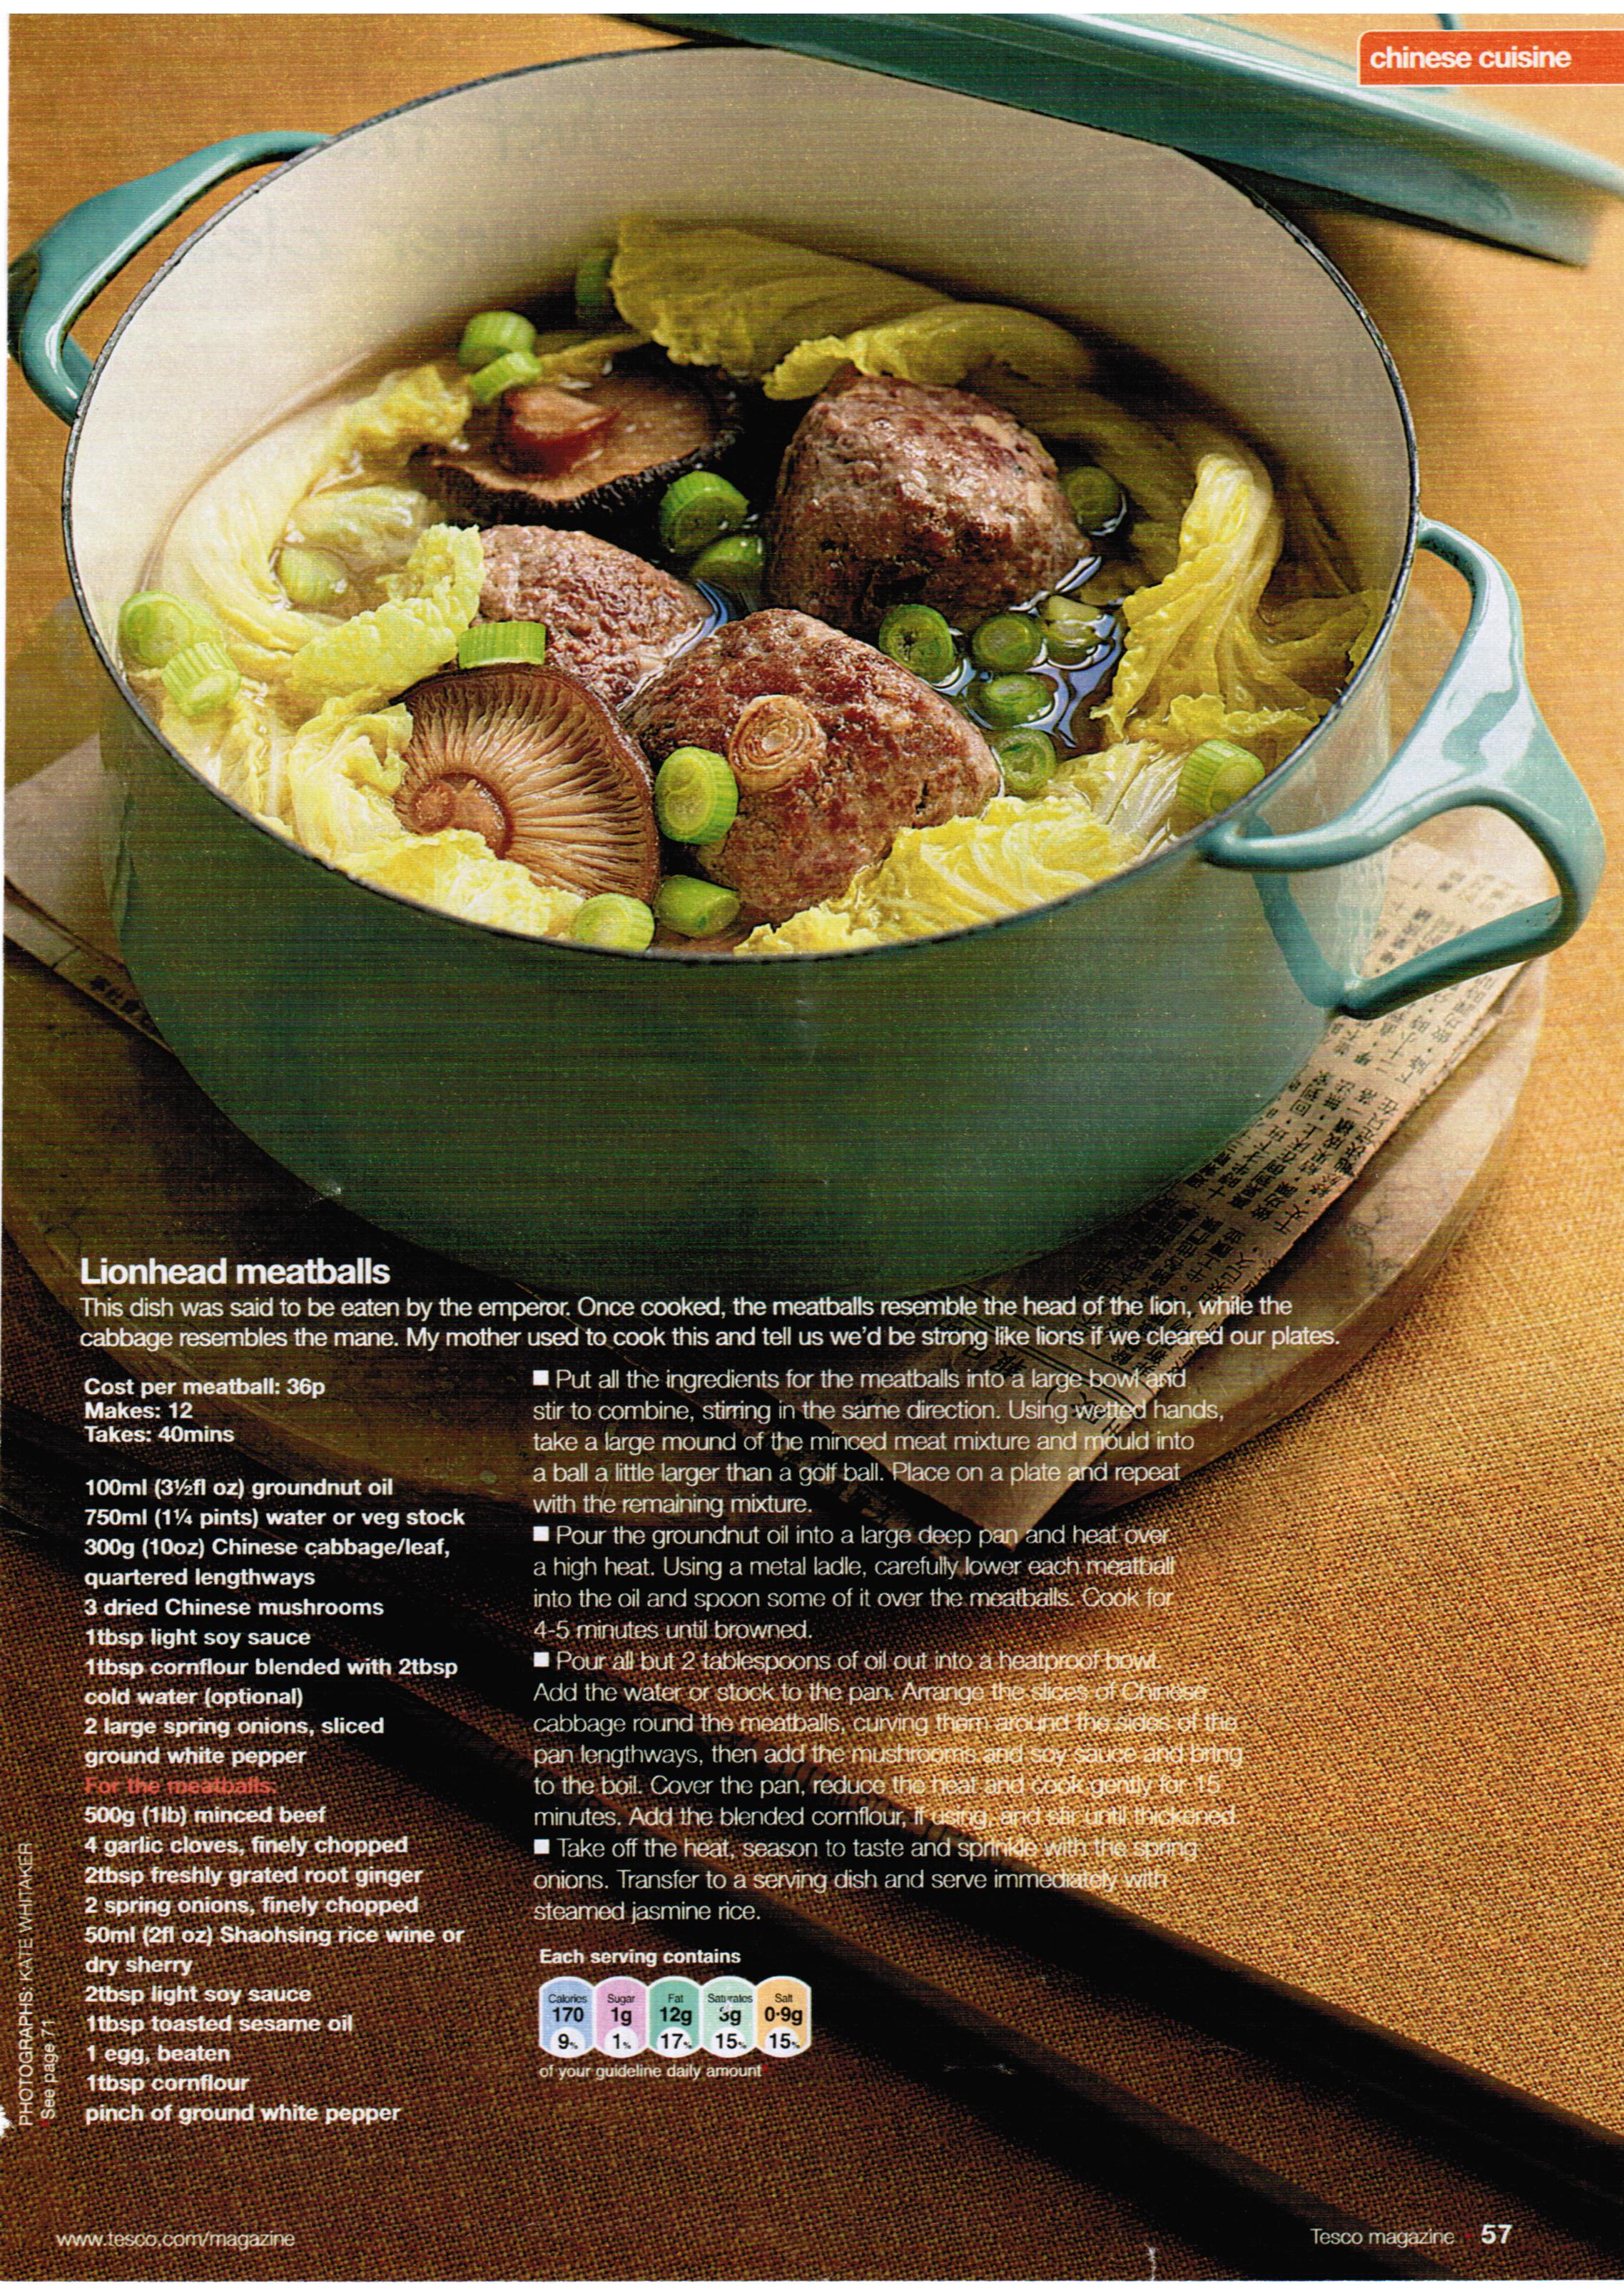 chinese cuisine
Lionhead meatballs
This dish was said to be eaten by the emperor. Once cooked, the meatballs resemble the head of the lion, while the
cabbage resembles the mane. My mother used to cook this and tell us we'd be strong like lions if we cleared our plates.
Cost per meatball: 36p
Makes: 12
Takes: 40mins
100ml (3½fl oz) groundnut oil
750ml (1¼ pints) water or veg stock
300g (10oz) Chinese cabbage/leaf,
quartered lengthways
3 dried Chinese mushrooms
1tbsp light soy sauce
1tbsp cornflour blended with 2tbsp
cold water (optional)
2 large spring onions, sliced
ground white pepper
For the meatballs:
500g (1lb) minced beef
4 garlic cloves, finely chopped
2tbsp freshly grated root ginger
2 spring onions, finely chopped
50ml (2fl oz) Shaohsing rice wine or
dry sherry
2tbsp light soy sauce
1tbsp toasted sesame oil
1 egg, beaten
1tbsp cornflour
pinch of ground white pepper
■ Put all the ingredients for the meatballs into a large bowl and
stir to combine, stirring in the same direction. Using wetted hands,
take a large mound of the minced meat mixture and mould into
a ball a little larger than a golf ball. Place on a plate and repeat
with the remaining mixture.
■ Pour the groundnut oil into a large deep pan and heat over
a high heat. Using a metal ladle, carefully lower each meatball
into the oil and spoon some of it over the meatballs. Cook for
4-5 minutes until browned.
■ Pour all but 2 tablespoons of oil out into a heatproof bowl.
Add the water or stock to the pan. Arrange the slices of Chinese
cabbage round the meatballs, curving them around the sides of the
pan lengthways, then add the mushrooms and soy sauce and bring
to the boil. Cover the pan, reduce the heat and cook gently for 15
minutes. Add the blended cornflour, if using, and stir until thickened.
■ Take off the heat, season to taste and sprinkle with the spring
onions. Transfer to a serving dish and serve immediately with
steamed jasmine rice.
Each serving contains
Calories Sugar Fat Saturates Salt
170 1g 12g 3g 0·9g
9% 1% 17% 15% 15%
of your guideline daily amount
PHOTOGRAPHS: KATE WHITAKER
See page 71
www.tesco.com/magazine
Tesco magazine 57